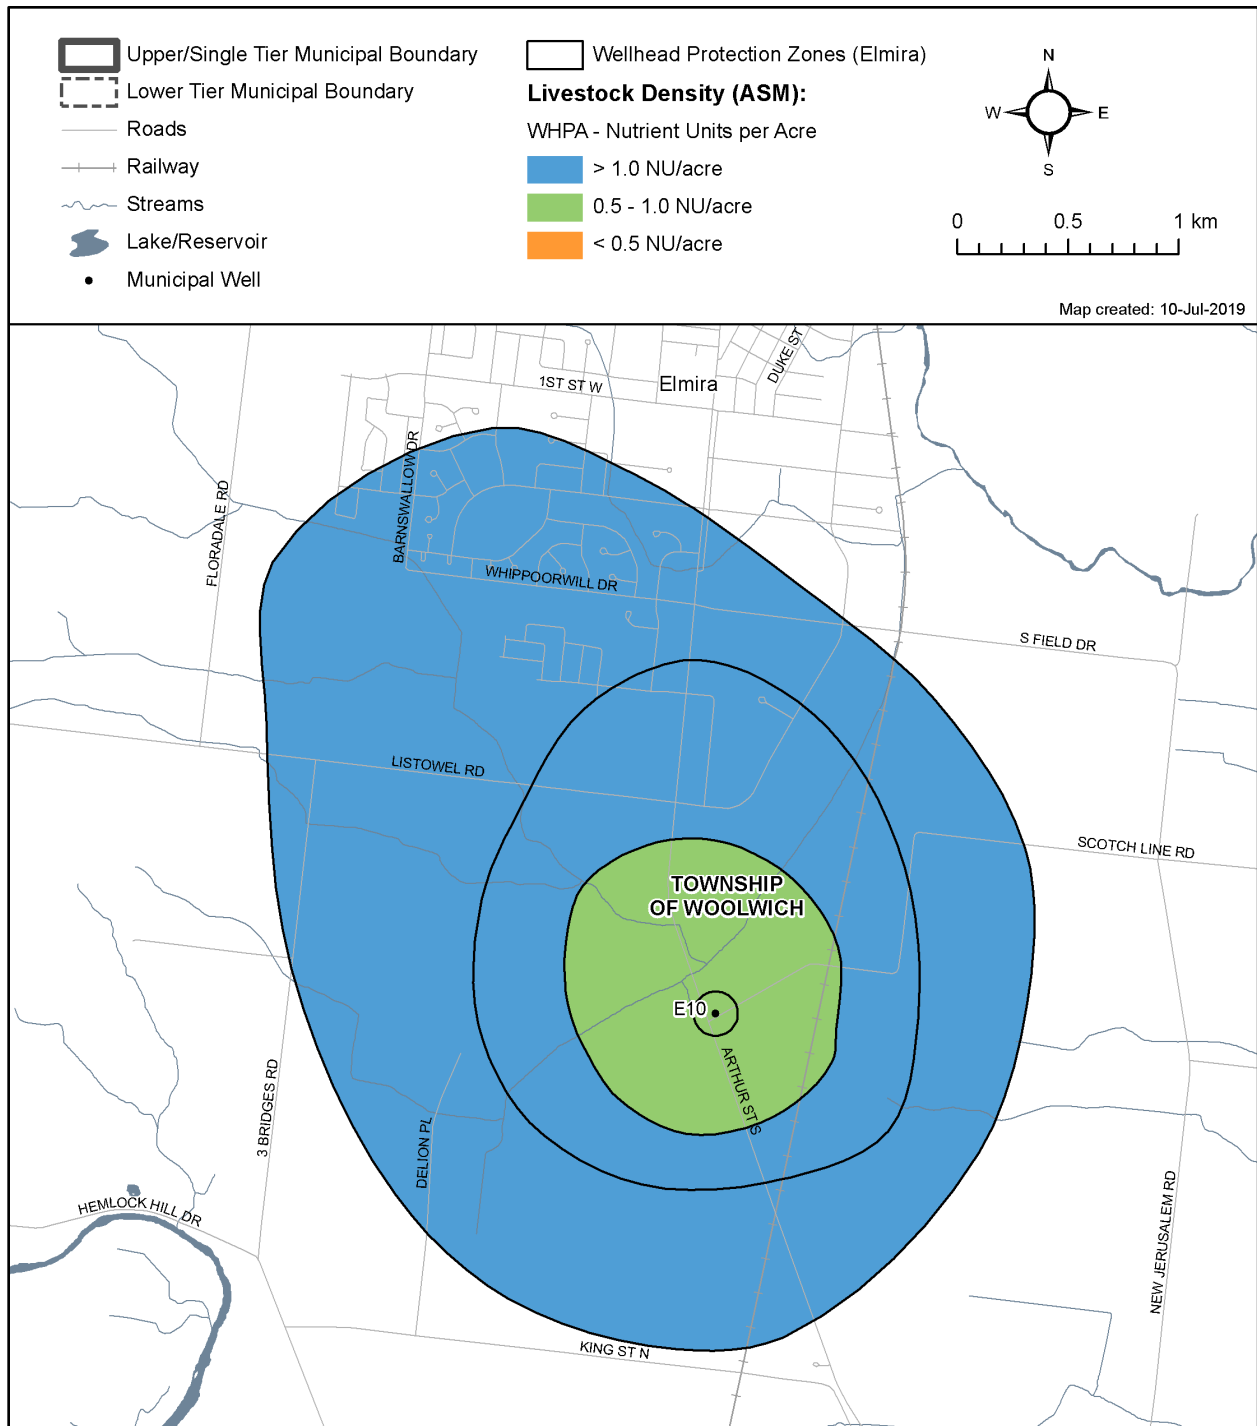 Upper/Single Tier Municipal Boundary
Lower Tier Municipal Boundary
Roads
Railway
Streams
Lake/Reservoir
Municipal Well
Wellhead Protection Zones (Elmira)
Livestock Density (ASM):
WHPA - Nutrient Units per Acre
> 1.0 NU/acre
0.5 - 1.0 NU/acre
< 0.5 NU/acre
N
W
E
S
0 0.5 1 km
Map created: 10-Jul-2019
DUKE ST
1ST ST W
Elmira
BARNSWALLOW DR
FLORADALE RD
WHIPPOORWILL DR
S FIELD DR
LISTOWEL RD
SCOTCH LINE RD
TOWNSHIP
OF WOOLWICH
E10
ARTHUR ST S
3 BRIDGES RD
DELION PL
HEMLOCK HILL DR
NEW JERUSALEM RD
KING ST N